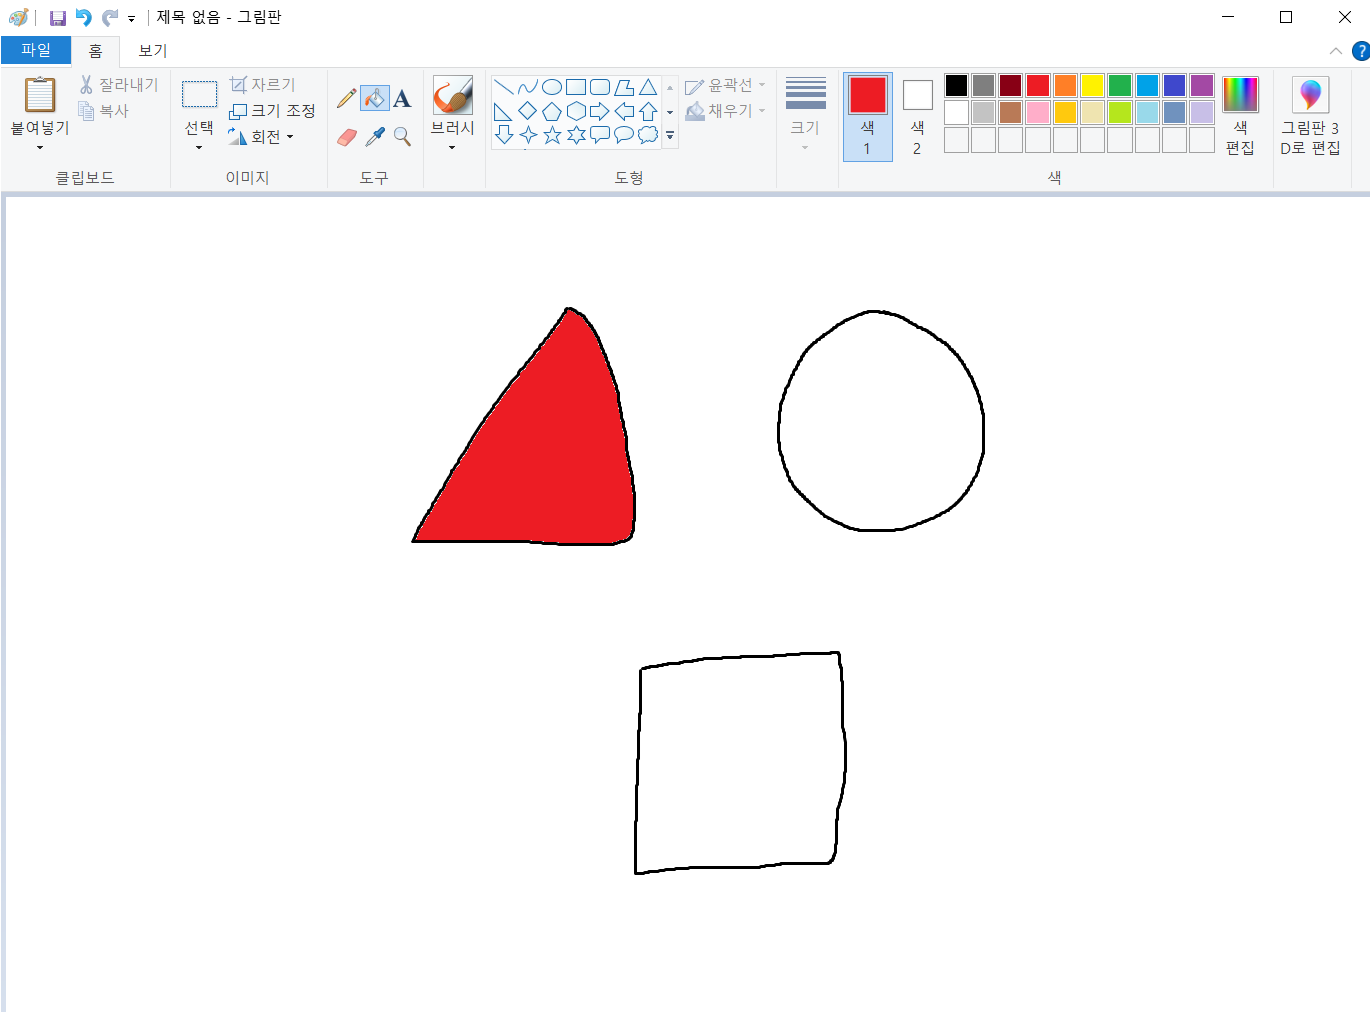 제목 없음 - 그림판
파일 홈 보기
붙여넣기
잘라내기
복사
클립보드
선택
자르기
크기 조정
회전
이미지
A
도구
브러시
윤곽선
채우기
도형
크기
색
1
색
2
색
편집
색
그림판 3
D로 편집
?